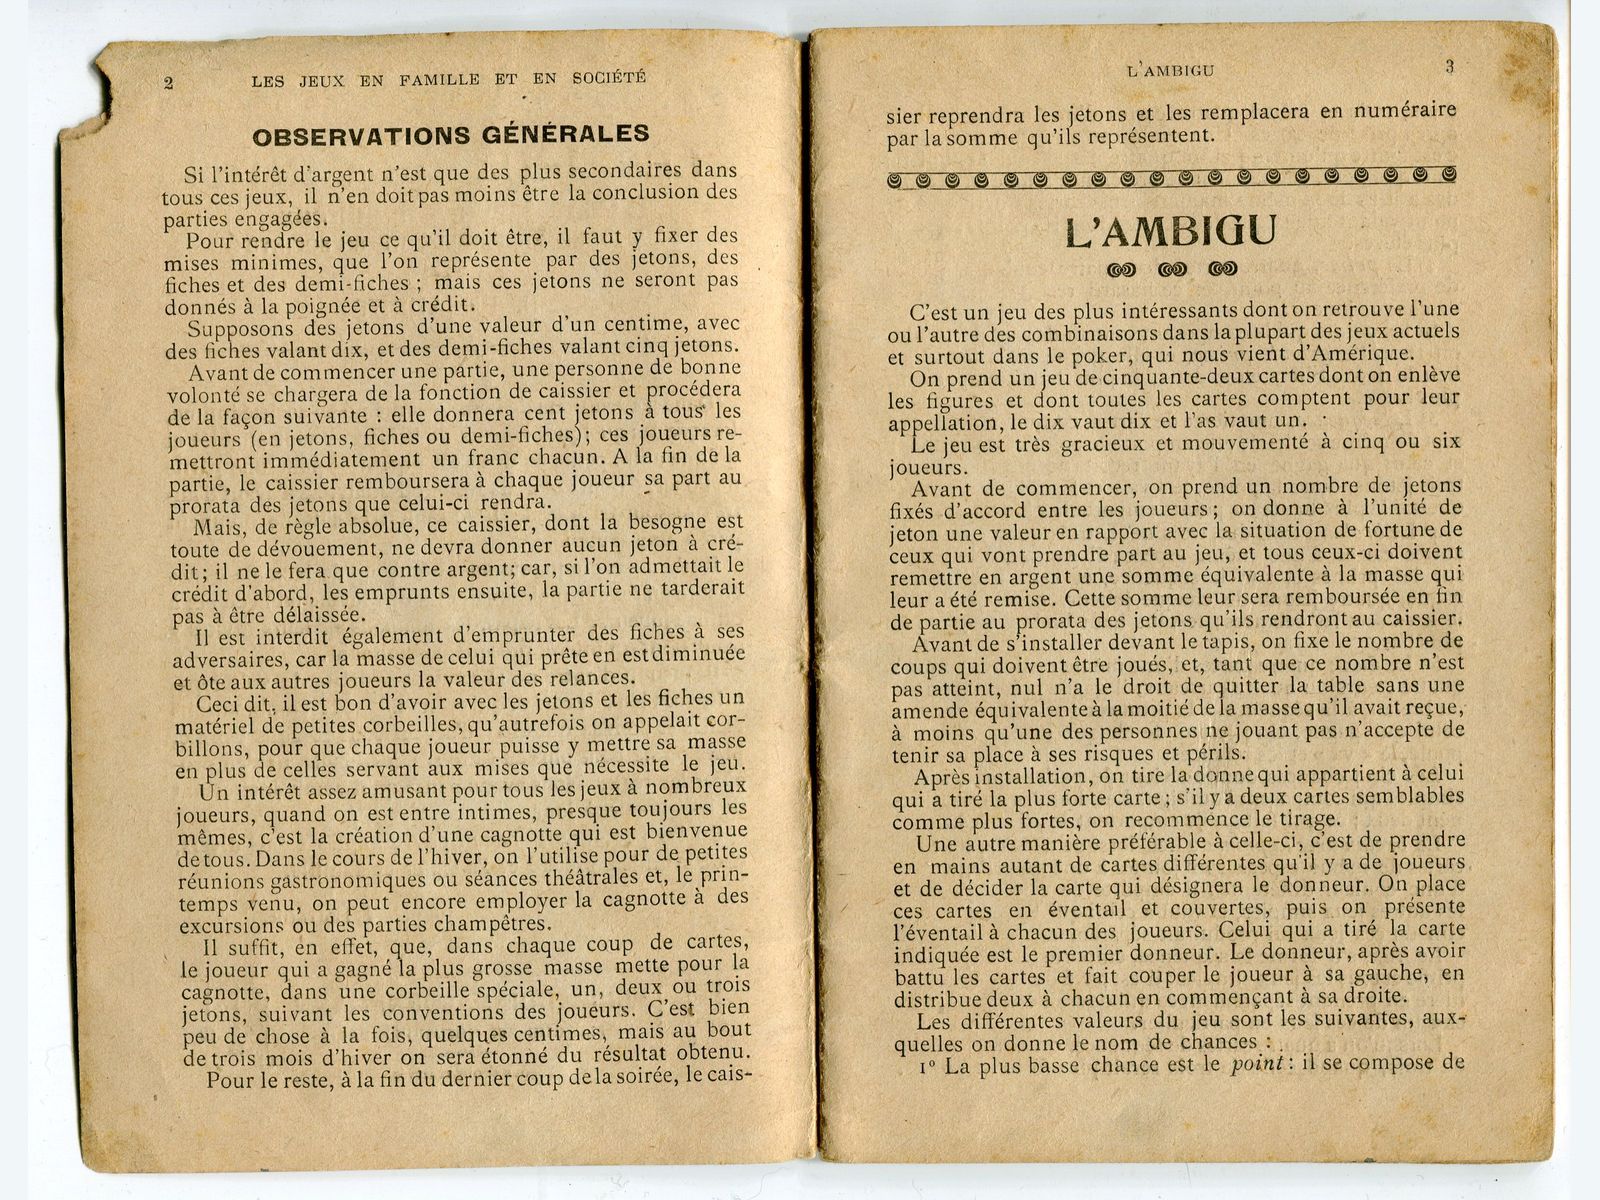 2 LES JEUX EN FAMILLE ET EN SOCIÉTÉ
OBSERVATIONS GÉNÉRALES
Si l'intérêt d'argent n'est que des plus secondaires dans
tous ces jeux, il n'en doit pas moins être la conclusion des
parties engagées.
Pour rendre le jeu ce qu'il doit être, il faut y fixer des
mises minimes, que l'on représente par des jetons, des
fiches et des demi-fiches ; mais ces jetons ne seront pas
donnés à la poignée et à crédit.
Supposons des jetons d'une valeur d'un centime, avec
des fiches valant dix, et des demi-fiches valant cinq jetons.
Avant de commencer une partie, une personne de bonne
volonté se chargera de la fonction de caissier et procédera
de la façon suivante : elle donnera cent jetons à tous les
joueurs (en jetons, fiches ou demi-fiches); ces joueurs re-
mettront immédiatement un franc chacun. A la fin de la
partie, le caissier remboursera à chaque joueur sa part au
prorata des jetons que celui-ci rendra.
Mais, de règle absolue, ce caissier, dont la besogne est
toute de dévouement, ne devra donner aucun jeton à cré-
dit; il ne le fera que contre argent; car, si l'on admettait le
crédit d'abord, les emprunts ensuite, la partie ne tarderait
pas à être délaissée.
Il est interdit également d'emprunter des fiches à ses
adversaires, car la masse de celui qui prête en est diminuée
et ôte aux autres joueurs la valeur des relances.
Ceci dit, il est bon d'avoir avec les jetons et les fiches un
matériel de petites corbeilles, qu'autrefois on appelait cor-
billons, pour que chaque joueur puisse y mettre sa masse
en plus de celles servant aux mises que nécessite le jeu.
Un intérêt assez amusant pour tous les jeux à nombreux
joueurs, quand on est entre intimes, presque toujours les
mêmes, c'est la création d'une cagnotte qui est bienvenue
de tous. Dans le cours de l'hiver, on l'utilise pour de petites
réunions gastronomiques ou séances théâtrales et, le prin-
temps venu, on peut encore employer la cagnotte à des
excursions ou des parties champêtres.
Il suffit, en effet, que, dans chaque coup de cartes,
le joueur qui a gagné la plus grosse masse mette pour la
cagnotte, dans une corbeille spéciale, un, deux ou trois
jetons, suivant les conventions des joueurs. C'est bien
peu de chose à la fois, quelques centimes, mais au bout
de trois mois d'hiver on sera étonné du résultat obtenu.
Pour le reste, à la fin du dernier coup de la soirée, le cais-
L'AMBIGU 3
sier reprendra les jetons et les remplacera en numéraire
par la somme qu'ils représentent.
L'AMBIGU
C'est un jeu des plus intéressants dont on retrouve l'une
ou l'autre des combinaisons dans la plupart des jeux actuels
et surtout dans le poker, qui nous vient d'Amérique.
On prend un jeu de cinquante-deux cartes dont on enlève
les figures et dont toutes les cartes comptent pour leur
appellation, le dix vaut dix et l'as vaut un.
Le jeu est très gracieux et mouvementé à cinq ou six
joueurs.
Avant de commencer, on prend un nombre de jetons
fixés d'accord entre les joueurs ; on donne à l'unité de
jeton une valeur en rapport avec la situation de fortune de
ceux qui vont prendre part au jeu, et tous ceux-ci doivent
remettre en argent une somme équivalente à la masse qui
leur a été remise. Cette somme leur sera remboursée en fin
de partie au prorata des jetons qu'ils rendront au caissier.
Avant de s'installer devant le tapis, on fixe le nombre de
coups qui doivent être joués, et, tant que ce nombre n'est
pas atteint, nul n'a le droit de quitter la table sans une
amende équivalente à la moitié de la masse qu'il avait reçue,
à moins qu'une des personnes ne jouant pas n'accepte de
tenir sa place à ses risques et périls.
Après installation, on tire la donne qui appartient à celui
qui a tiré la plus forte carte ; s'il y a deux cartes semblables
comme plus fortes, on recommence le tirage.
Une autre manière préférable à celle-ci, c'est de prendre
en mains autant de cartes différentes qu'il y a de joueurs
et de décider la carte qui désignera le donneur. On place
ces cartes en éventail et couvertes, puis on présente
l'éventail à chacun des joueurs. Celui qui a tiré la carte
indiquée est le premier donneur. Le donneur, après avoir
battu les cartes et fait couper le joueur à sa gauche, en
distribue deux à chacun en commençant à sa droite.
Les différentes valeurs du jeu sont les suivantes, aux-
quelles on donne le nom de chances :
1° La plus basse chance est le point : il se compose de